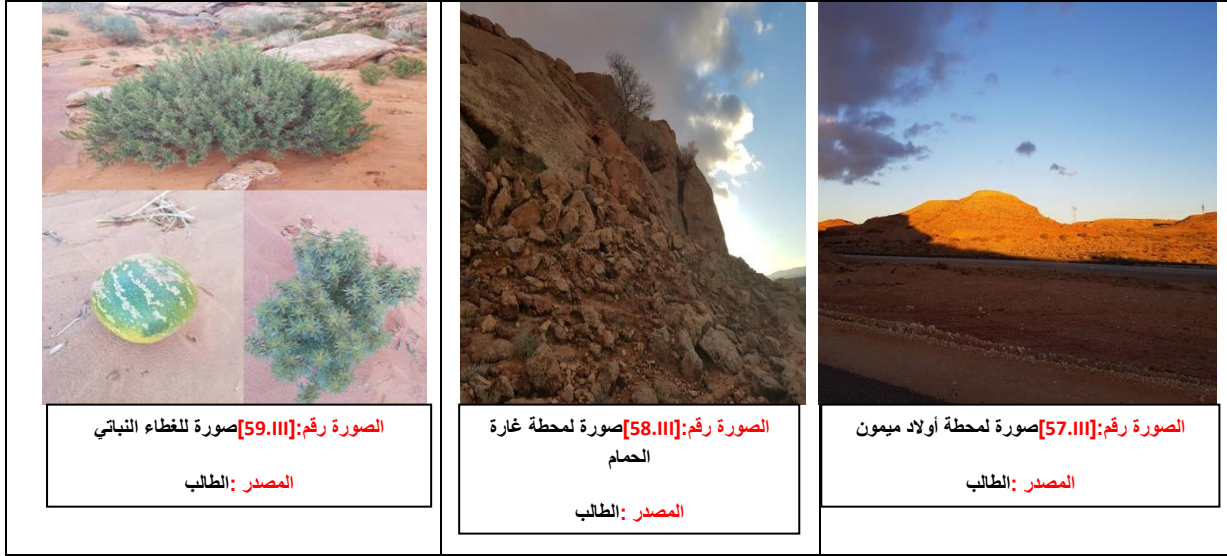 الصورة رقم:[57.III]صورة لمحطة أولاد ميمون
المصدر :الطالب
الصورة رقم:[58.III]صورة لمحطة غارة
الحمام
المصدر :الطالب
الصورة رقم:[59.III]صورة للغطاء النباتي
المصدر :الطالب